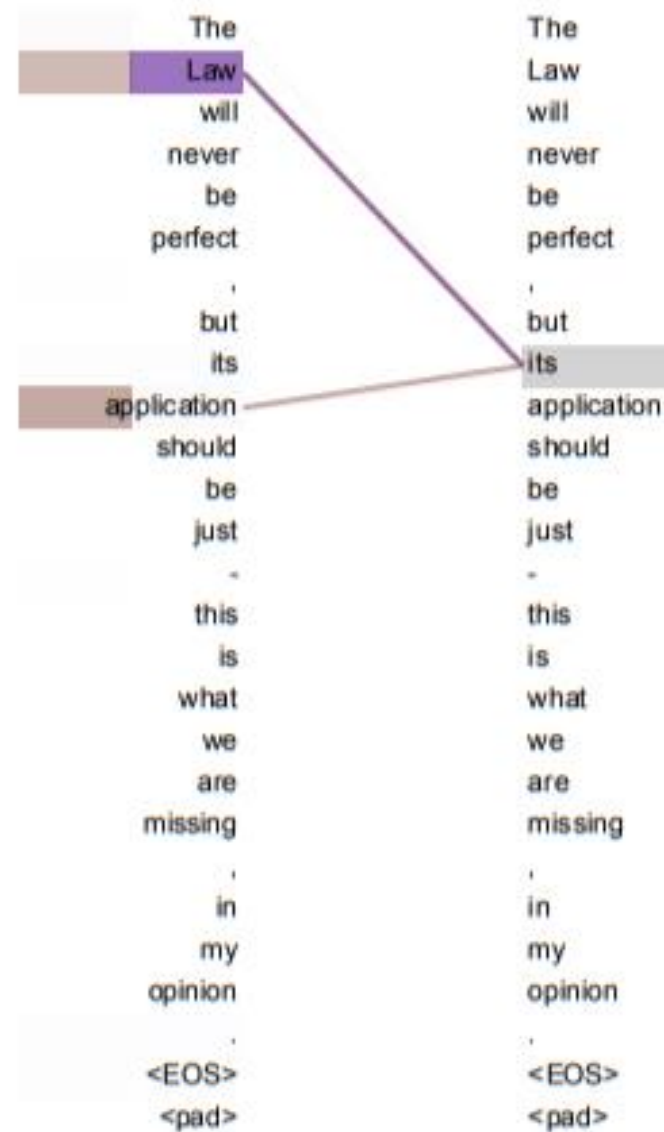 The The
Law Law
will will
never never
be be
perfect perfect
, ,
but but
its its
application application
should should
be be
just just
- -
this this
is is
what what
we we
are are
missing missing
, ,
in in
my my
opinion opinion
. .
<EOS> <EOS>
<pad> <pad>